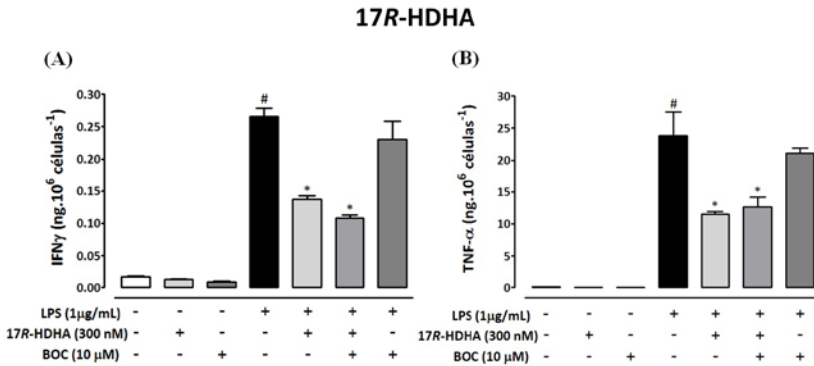 17R-HDHA
(A)
(B)
IFNγ (ng.10⁶ células⁻¹)
0.30
0.25
0.20
0.15
0.10
0.05
0.00
#
*
*
TNF-α (ng.10⁶ células⁻¹)
30
25
20
15
10
5
0
#
*
*
LPS (1µg/mL) - - - + + + +
17R-HDHA (300 nM) - + - - + + -
BOC (10 µM) - - + - - + +
LPS (1µg/mL) - - - + + + +
17R-HDHA (300 nM) - + - - + + -
BOC (10 µM) - - + - - + +